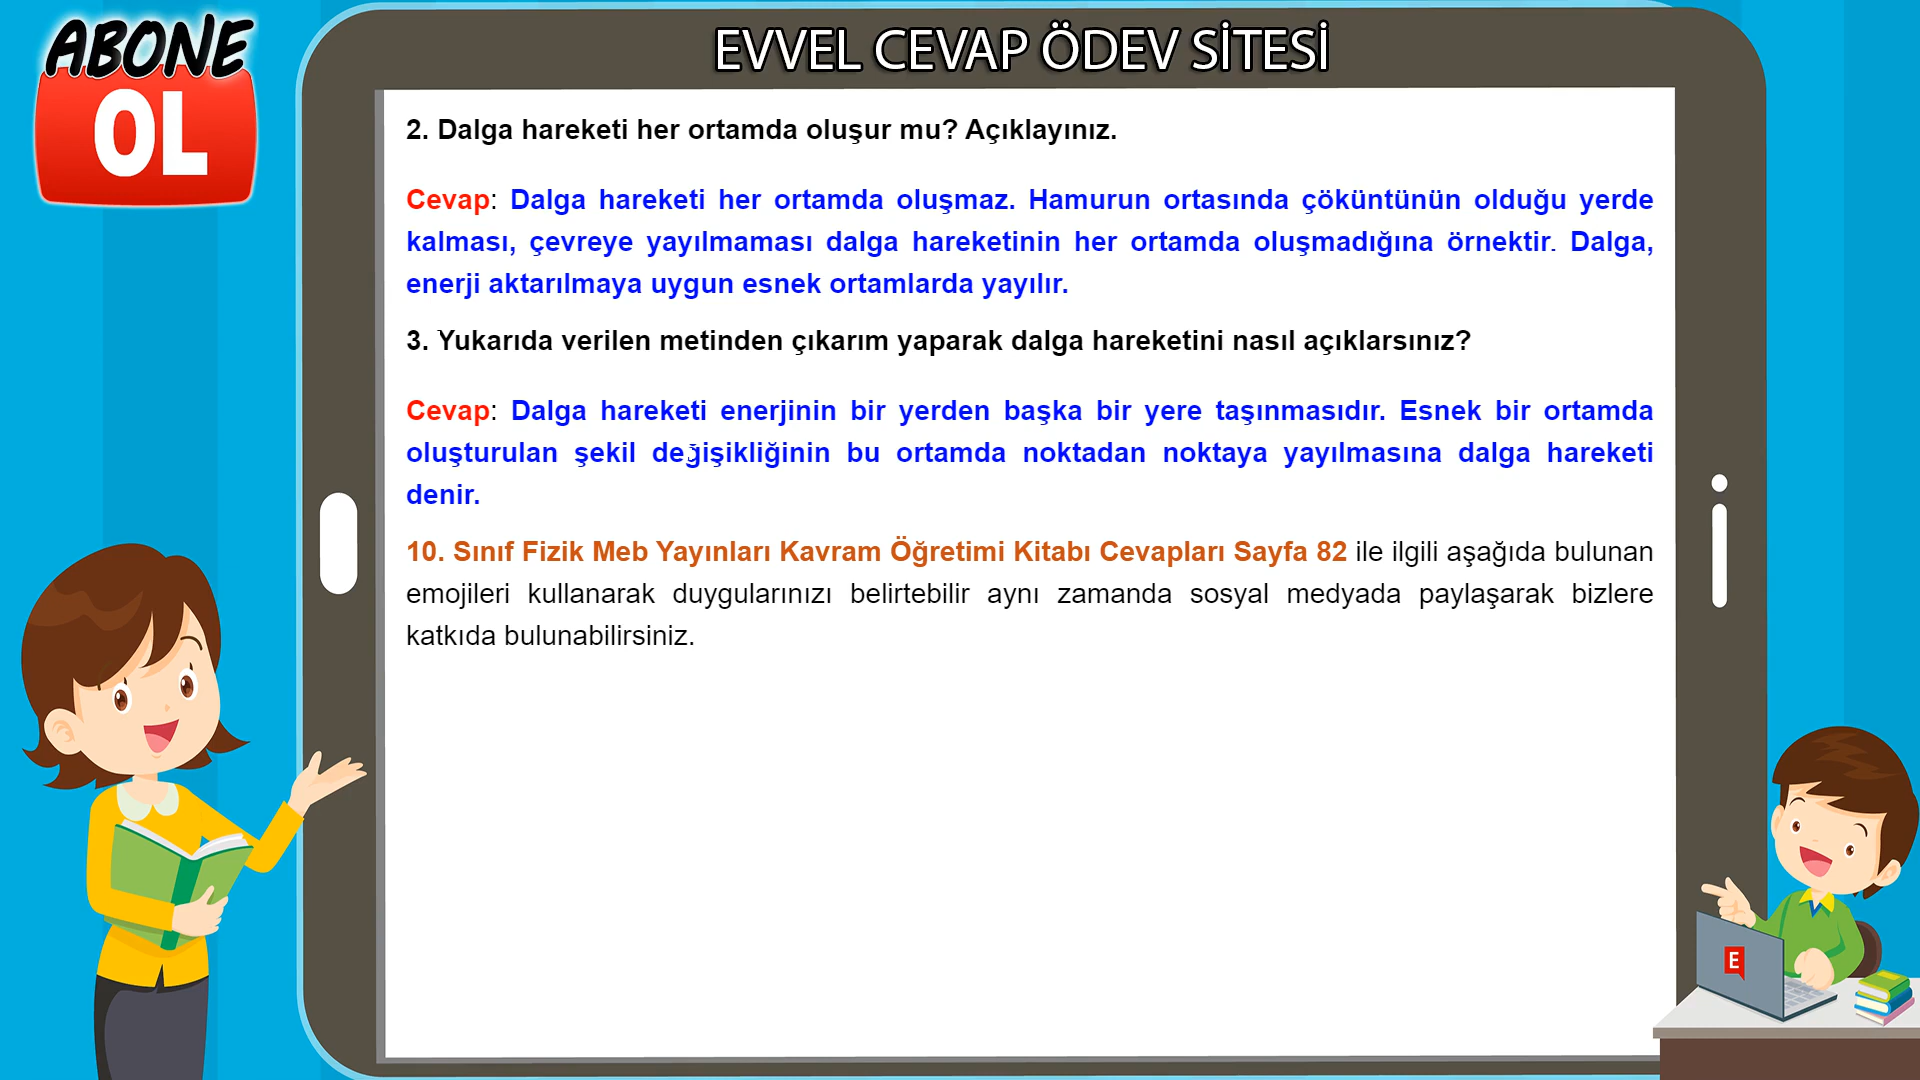 ABONE
OL
EVVEL CEVAP ÖDEV SİTESİ
2. Dalga hareketi her ortamda oluşur mu? Açıklayınız.
Cevap: Dalga hareketi her ortamda oluşmaz. Hamurun ortasında çöküntünün olduğu yerde
kalması, çevreye yayılmaması dalga hareketinin her ortamda oluşmadığına örnektir. Dalga,
enerji aktarılmaya uygun esnek ortamlarda yayılır.
3. Yukarıda verilen metinden çıkarım yaparak dalga hareketini nasıl açıklarsınız?
Cevap: Dalga hareketi enerjinin bir yerden başka bir yere taşınmasıdır. Esnek bir ortamda
oluşturulan şekil değişikliğinin bu ortamda noktadan noktaya yayılmasına dalga hareketi
denir.
10. Sınıf Fizik Meb Yayınları Kavram Öğretimi Kitabı Cevapları Sayfa 82 ile ilgili aşağıda bulunan
emojileri kullanarak duygularınızı belirtebilir aynı zamanda sosyal medyada paylaşarak bizlere
katkıda bulunabilirsiniz.
E